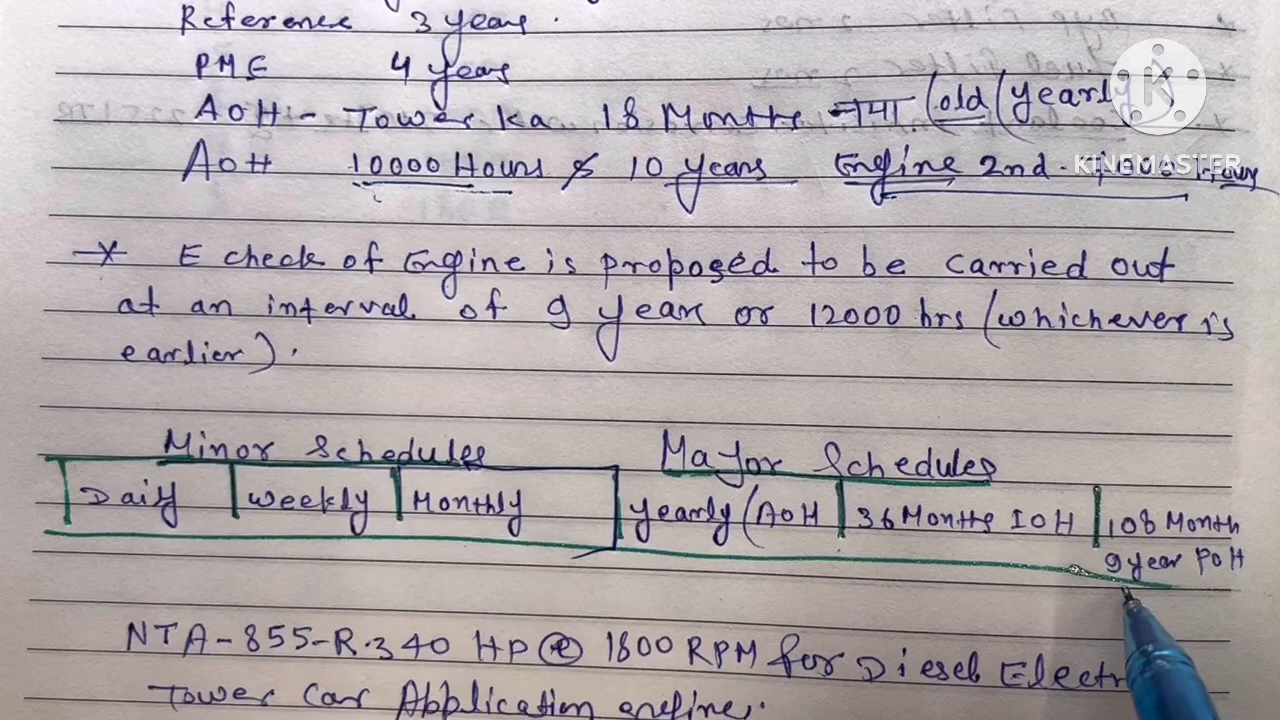 Reference 3 years.
PME 4 years
AOH - Tower ka 18 Months नया (old (yearly
AOH 10000 Hours & 10 years Engine 2nd
KINEMASTER
* E check of Engine is proposed to be carried out
at an interval of 9 years or 12000 hrs (whichever is
earlier).
Minor Schedules Major Schedules
Daily weekly Monthly yearly (AOH 36 Months IOH 108 Month
9 year POH
NTA-855-R.340 HP @ 1800 RPM for Diesel Electr
Tower Car Application engine.